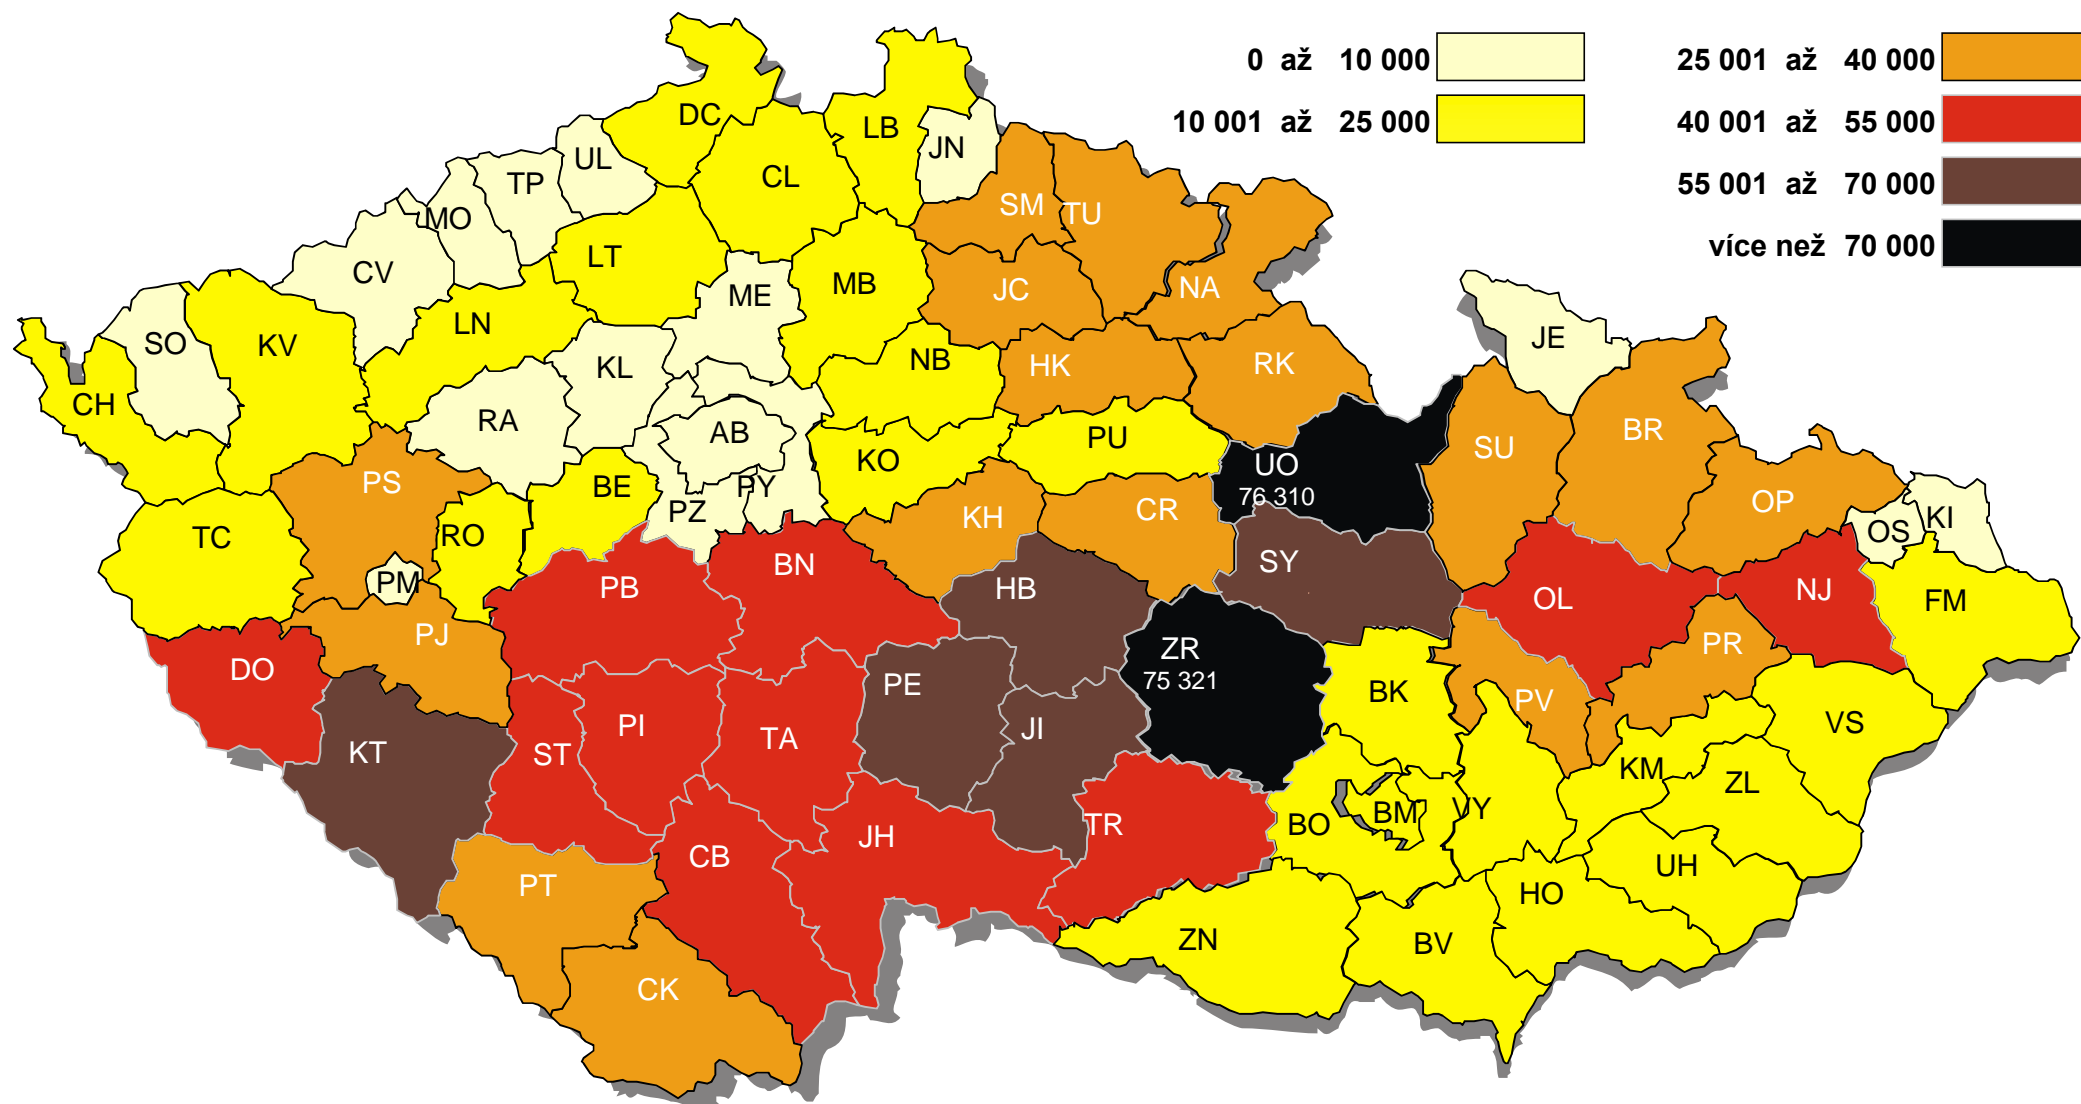 0 až 10 000
10 001 až 25 000
25 001 až 40 000
40 001 až 55 000
55 001 až 70 000
více než 70 000
DC
LB
JN
UL
TP
CL
MO
SM
TU
CV
LT
ME
MB
JC
NA
SO
KV
LN
JE
KL
NB
HK
RK
CH
RA
AB
KO
PU
UO
76 310
SU
BR
PS
BE
PZ
PY
KH
CR
OP
TC
RO
OS
KI
PM
PB
BN
HB
SY
OL
NJ
FM
PJ
DO
ZR
75 321
PR
PE
BK
PV
KT
ST
PI
TA
JI
VS
KM
ZL
JH
TR
BO
BM
VY
CB
PT
UH
HO
ZN
BV
CK